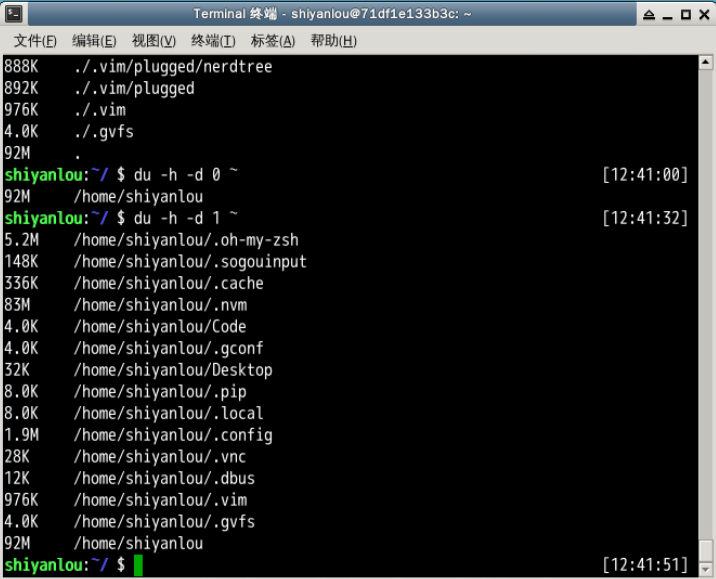 Terminal 终端 - shiyanlou@71df1e133b3c: ~
文件(F) 编辑(E) 视图(V) 终端(T) 标签(A) 帮助(H)
888K ./.vim/plugged/nerdtree
892K ./.vim/plugged
976K ./.vim
4.0K ./.gvfs
92M .
shiyanlou:~/ $ du -h -d 0 ~ [12:41:00]
92M /home/shiyanlou
shiyanlou:~/ $ du -h -d 1 ~ [12:41:32]
5.2M /home/shiyanlou/.oh-my-zsh
148K /home/shiyanlou/.sogouinput
336K /home/shiyanlou/.cache
83M /home/shiyanlou/.nvm
4.0K /home/shiyanlou/Code
4.0K /home/shiyanlou/.gconf
32K /home/shiyanlou/Desktop
8.0K /home/shiyanlou/.pip
8.0K /home/shiyanlou/.local
1.9M /home/shiyanlou/.config
28K /home/shiyanlou/.vnc
12K /home/shiyanlou/.dbus
976K /home/shiyanlou/.vim
4.0K /home/shiyanlou/.gvfs
92M /home/shiyanlou
shiyanlou:~/ $ [12:41:51]